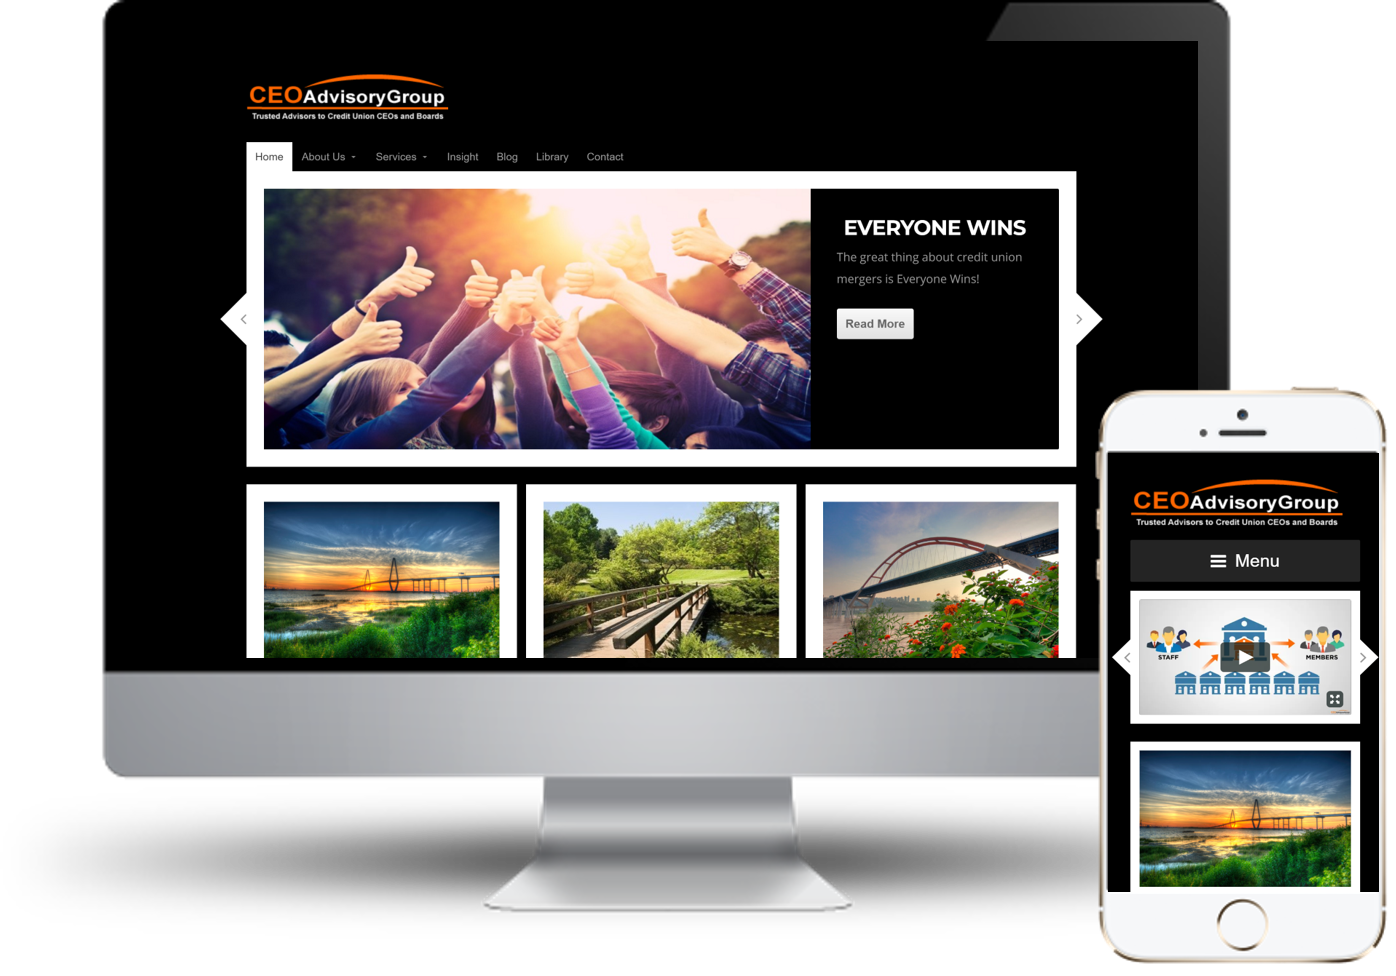 CEOAdvisoryGroup
Trusted Advisors to Credit Union CEOs and Boards
Home About Us Services Insight Blog Library Contact
EVERYONE WINS
The great thing about credit union
mergers is Everyone Wins!
Read More
CEOAdvisoryGroup
Trusted Advisors to Credit Union CEOs and Boards
Menu
STAFF MEMBERS